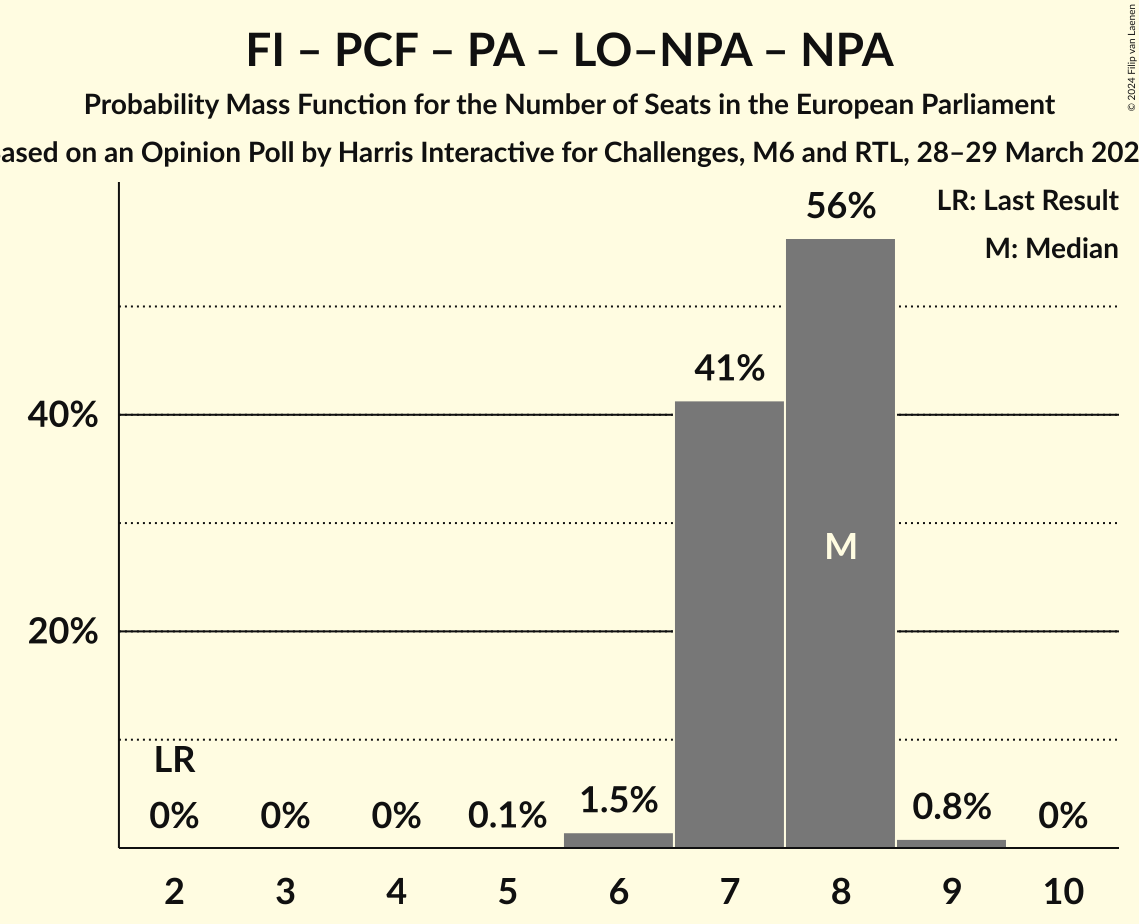 FI – PCF – PA – LO–NPA – NPA
Probability Mass Function for the Number of Seats in the European Parliament
on an Opinion Poll by Harris Interactive for Challenges, M6 and RTL, 28–29 March
© 2024 Filip van Laenen
LR: Last Result
M: Median
56%
41%
40%
M
20%
LR
0%
0%
0%
0.1%
1.5%
0.8%
0%
2
3
4
5
6
7
8
9
10